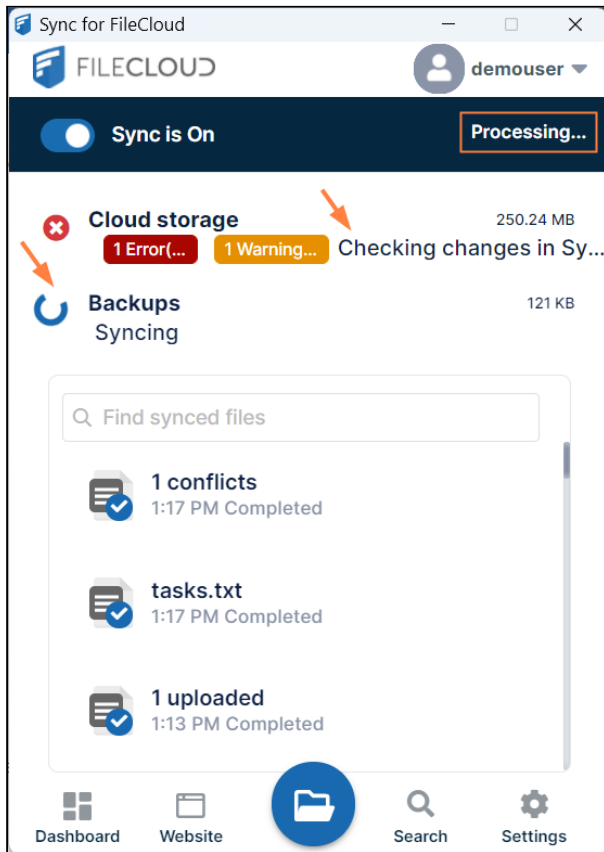 Sync for FileCloud
FILECLOUD
demouser
Sync is On
Processing...
Cloud storage
250.24 MB
1 Error(...
1 Warning...
Checking changes in Sy...
Backups
121 KB
Syncing
Find synced files
1 conflicts
1:17 PM Completed
tasks.txt
1:17 PM Completed
1 uploaded
1:13 PM Completed
Dashboard
Website
Search
Settings